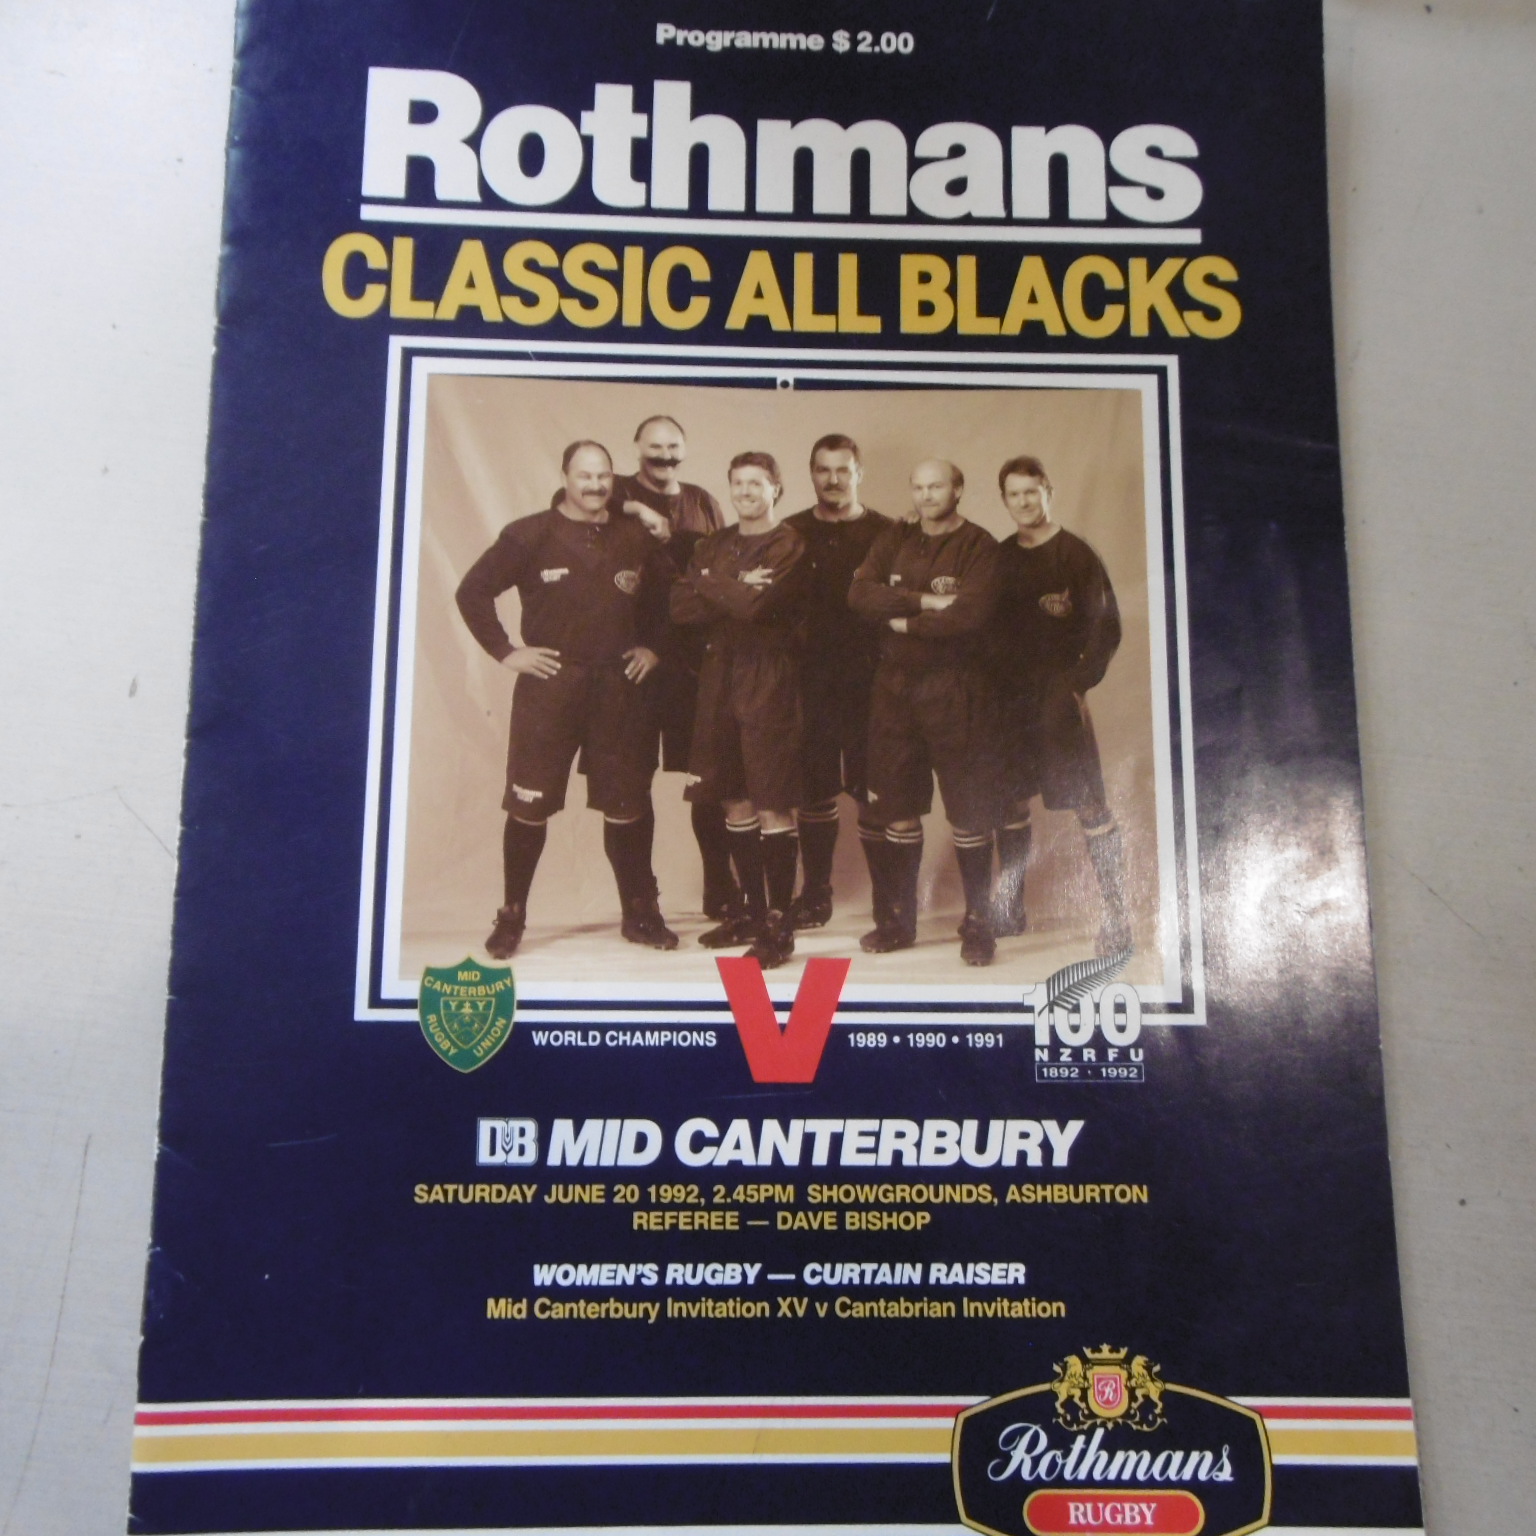 Programme $ 2.00
Rothmans
CLASSIC ALL BLACKS
MID
CANTERBURY
RUGBY UNION
WORLD CHAMPIONS
V
1989 • 1990 • 1991
100
NZRFU
1892 · 1992
DB MID CANTERBURY
SATURDAY JUNE 20 1992, 2.45PM SHOWGROUNDS, ASHBURTON
REFEREE — DAVE BISHOP
WOMEN'S RUGBY — CURTAIN RAISER
Mid Canterbury Invitation XV v Cantabrian Invitation
R
Rothmans
RUGBY